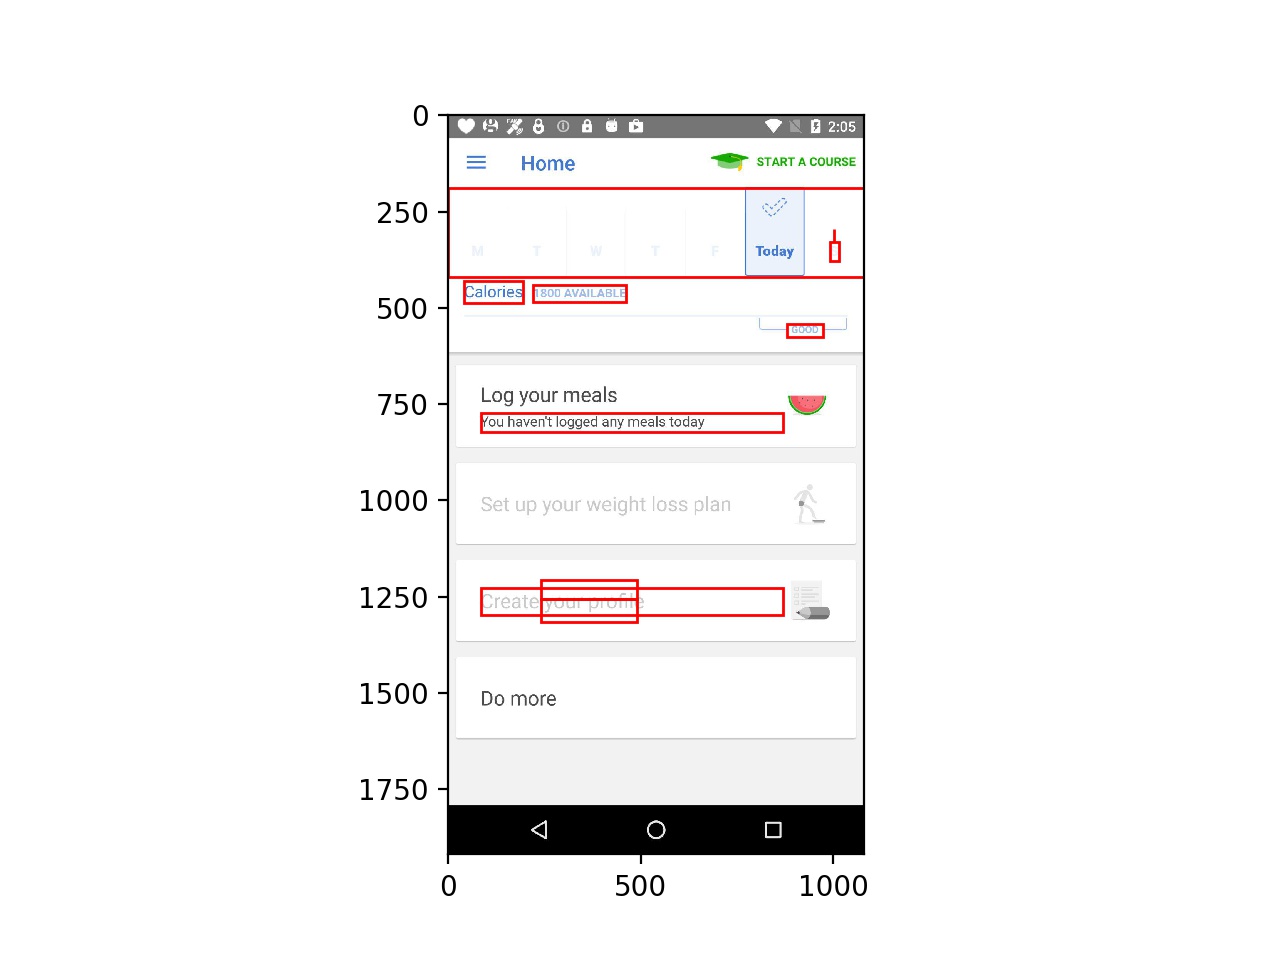 0
2:05
Home
START A COURSE
250
M T W T F Today
Calories 1800 AVAILABLE
500
GOOD
Log your meals
750
You haven't logged any meals today
1000
Set up your weight loss plan
1250
Create your profile
1500
Do more
1750
0 500 1000